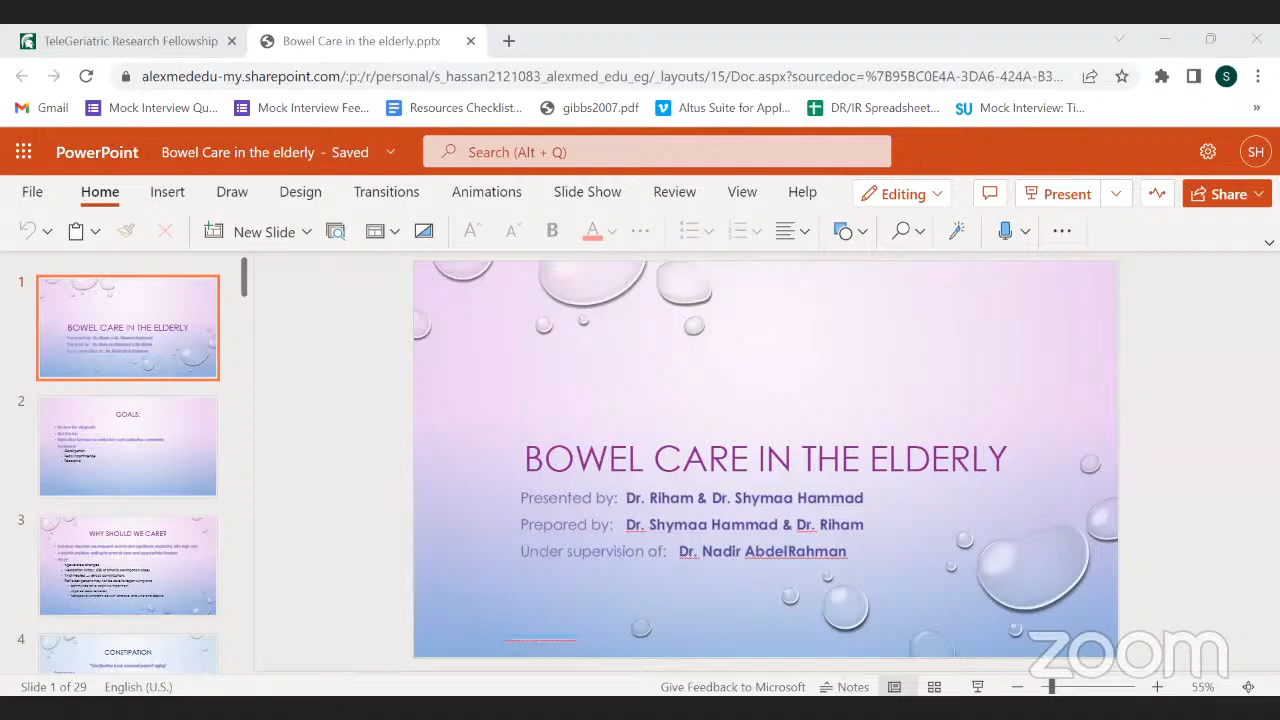 TeleGeriatric Research Fellowship
Bowel Care in the elderly.pptx
alexmededu-my.sharepoint.com/:p:/r/personal/s_hassan2121083_alexmed_edu_eg/_layouts/15/Doc.aspx?sourcedoc=%7B95BC0E4A-3DA6-424A-B3...
S
Gmail
Mock Interview Qu...
Mock Interview Fee...
Resources Checklist...
gibbs2007.pdf
Altus Suite for Appl...
DR/IR Spreadsheet...
SU Mock Interview: Ti...
»
PowerPoint
Bowel Care in the elderly - Saved
Search (Alt + Q)
SH
File Home Insert Draw Design Transitions Animations Slide Show Review View Help
Editing
Present
Share
New Slide
A A B A
1
BOWEL CARE IN THE ELDERLY
2
GOALS:
3
WHY SHOULD WE CARE?
4
CONSTIPATION
BOWEL CARE IN THE ELDERLY
Presented by: Dr. Riham & Dr. Shymaa Hammad
Prepared by: Dr. Shymaa Hammad & Dr. Riham
Under supervision of: Dr. Nadir AbdelRahman
zoom
Slide 1 of 29
English (U.S.)
Give Feedback to Microsoft
Notes
55%